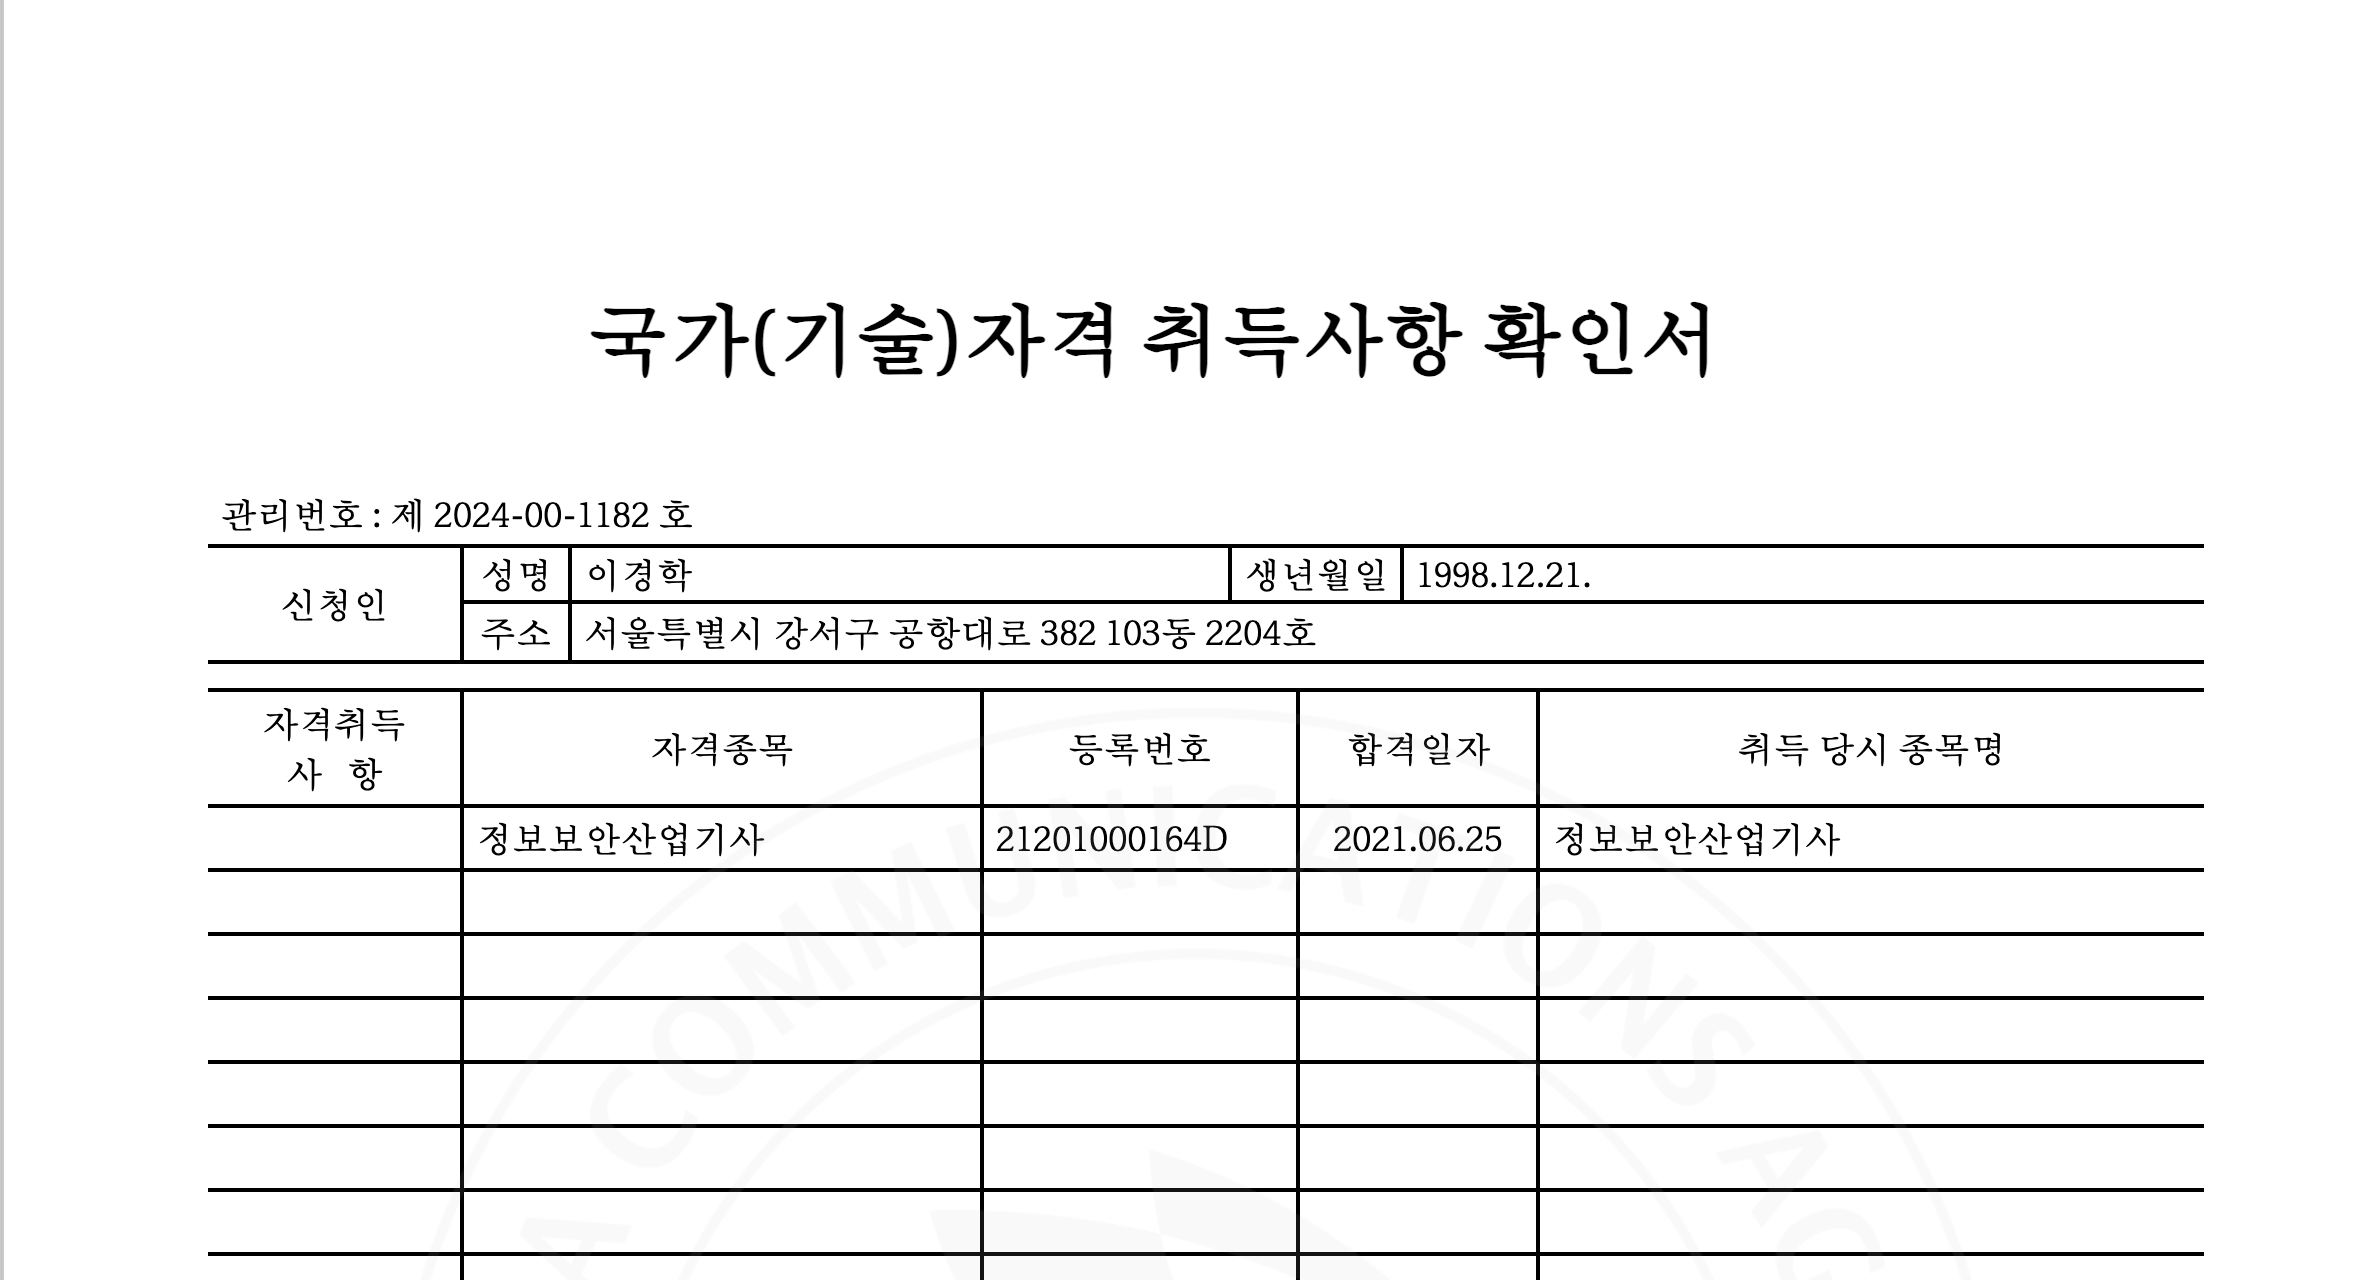 국가(기술)자격 취득사항 확인서
관리번호 : 제 2024-00-1182 호
신청인
성명
이경학
생년월일
1998.12.21.
주소
서울특별시 강서구 공항대로 382 103동 2204호
자격취득
사 항
자격종목
등록번호
합격일자
취득 당시 종목명
정보보안산업기사
21201000164D
2021.06.25
정보보안산업기사
A COMMUNICATIONS AG